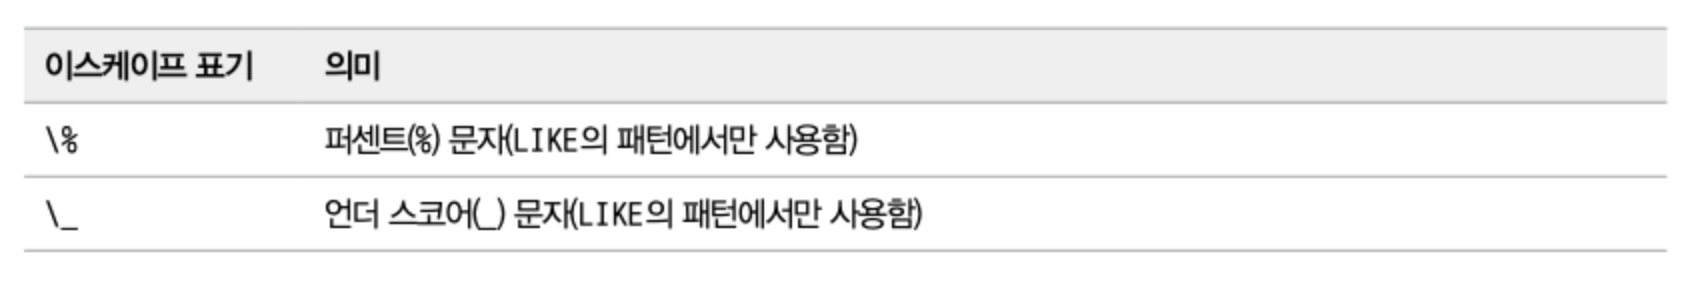 이스케이프 표기 의미
\% 퍼센트(%) 문자(LIKE의 패턴에서만 사용함)
\_ 언더 스코어(_) 문자(LIKE의 패턴에서만 사용함)